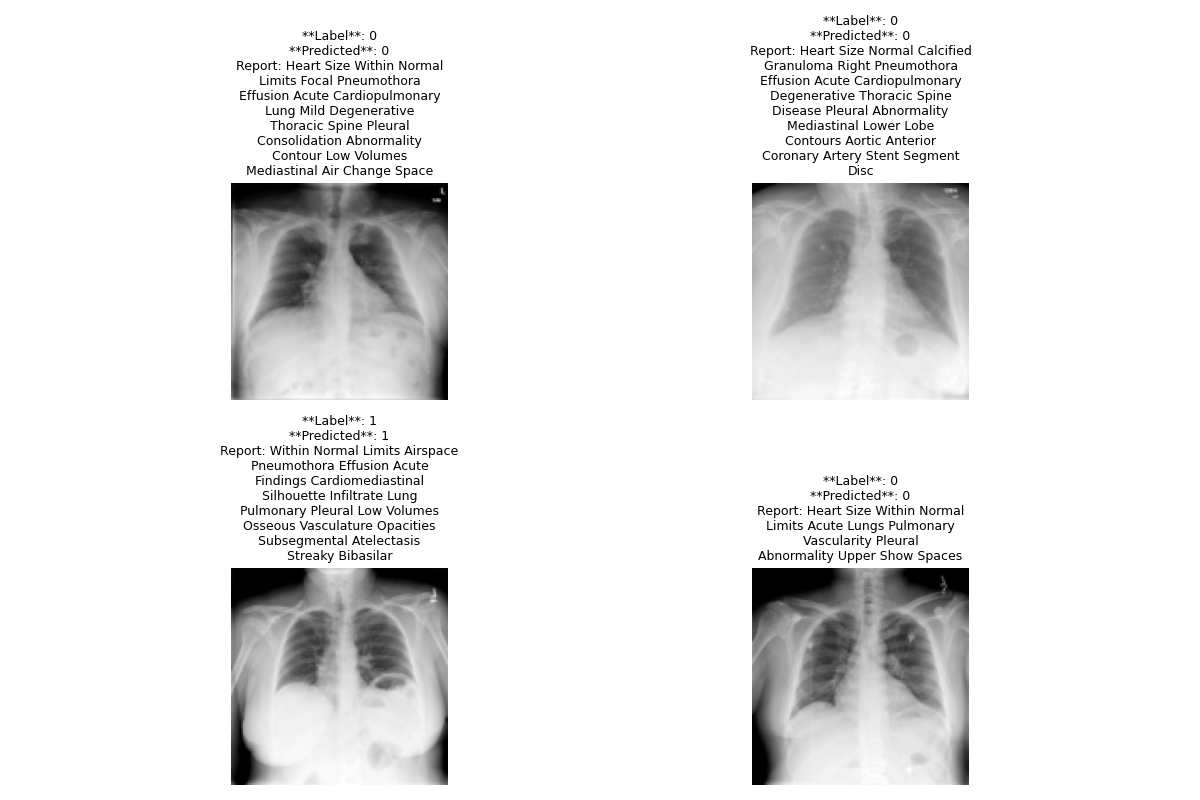 **Label**: 0
**Predicted**: 0
Report: Heart Size Within Normal
Limits Focal Pneumothora
Effusion Acute Cardiopulmonary
Lung Mild Degenerative
Thoracic Spine Pleural
Consolidation Abnormality
Contour Low Volumes
Mediastinal Air Change Space
**Label**: 0
**Predicted**: 0
Report: Heart Size Normal Calcified
Granuloma Right Pneumothora
Effusion Acute Cardiopulmonary
Degenerative Thoracic Spine
Disease Pleural Abnormality
Mediastinal Lower Lobe
Contours Aortic Anterior
Coronary Artery Stent Segment
Disc
**Label**: 1
**Predicted**: 1
Report: Within Normal Limits Airspace
Pneumothora Effusion Acute
Findings Cardiomediastinal
Silhouette Infiltrate Lung
Pulmonary Pleural Low Volumes
Osseous Vasculature Opacities
Subsegmental Atelectasis
Streaky Bibasilar
**Label**: 0
**Predicted**: 0
Report: Heart Size Within Normal
Limits Acute Lungs Pulmonary
Vascularity Pleural
Abnormality Upper Show Spaces